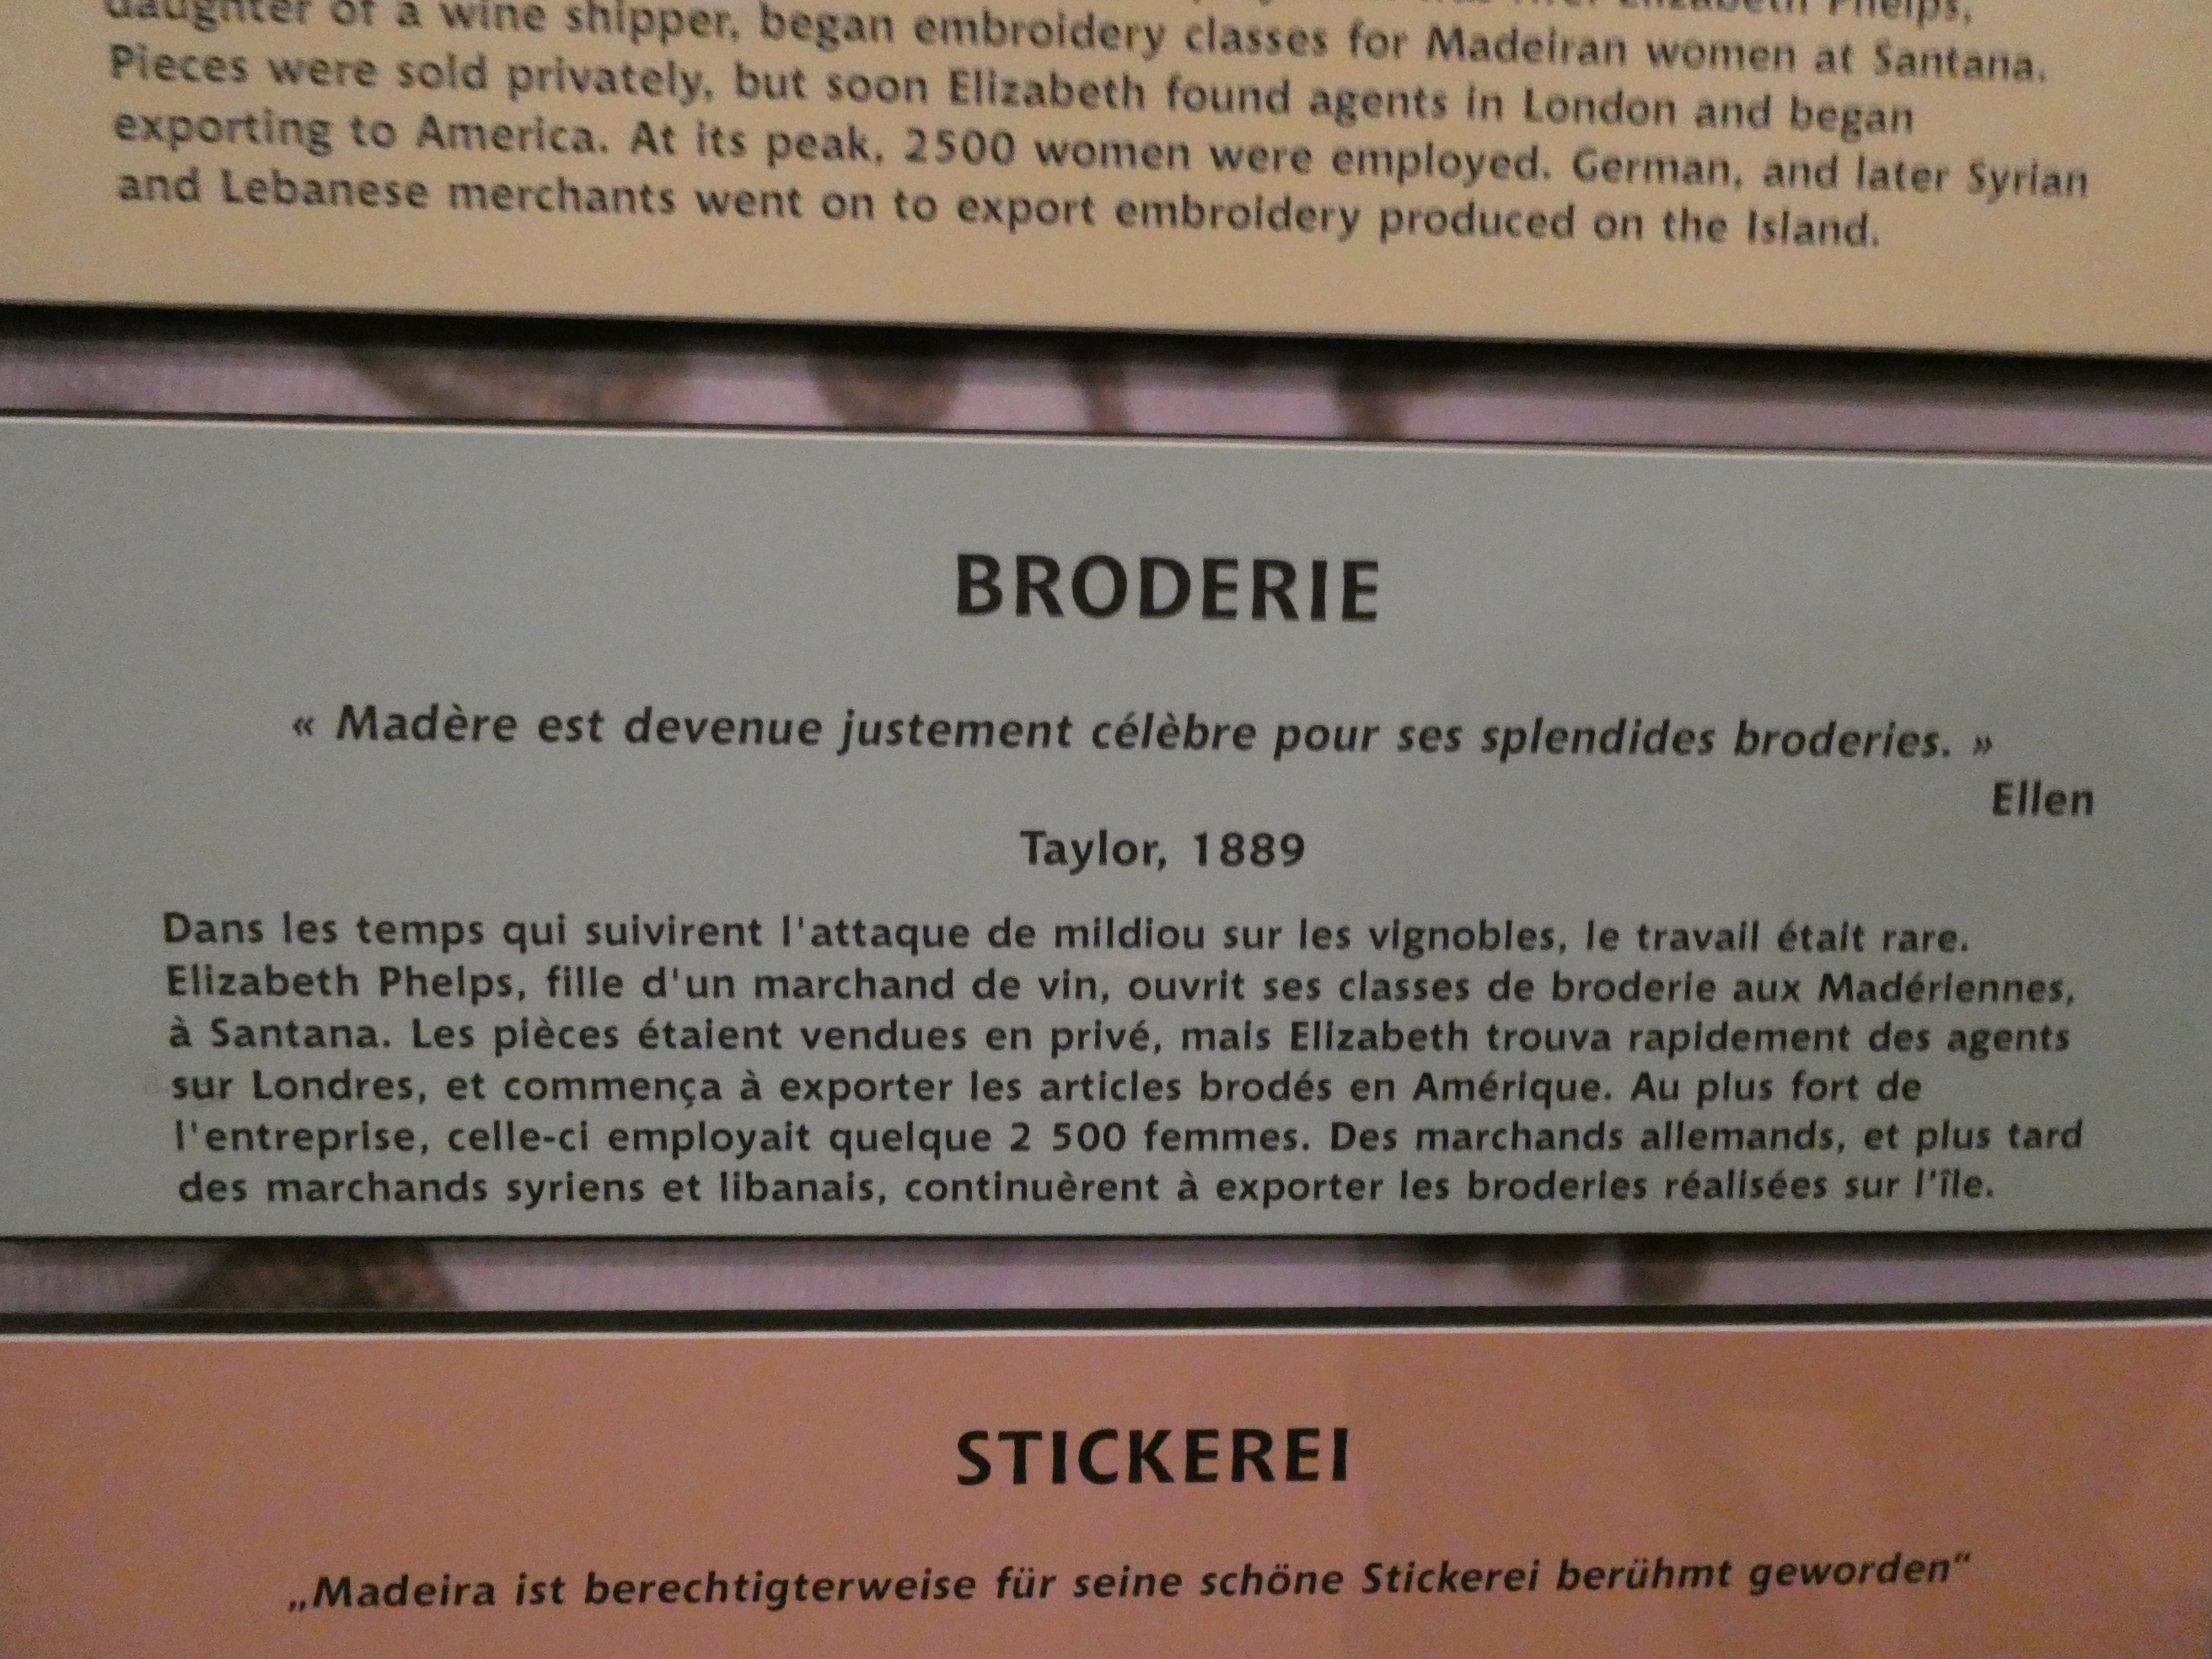 daughter of a wine shipper, began embroidery classes for Madeiran women at Santana.
Pieces were sold privately, but soon Elizabeth found agents in London and began
exporting to America. At its peak, 2500 women were employed. German, and later Syrian
and Lebanese merchants went on to export embroidery produced on the Island.
BRODERIE
« Madère est devenue justement célèbre pour ses splendides broderies. »
Ellen
Taylor, 1889
Dans les temps qui suivirent l'attaque de mildiou sur les vignobles, le travail était rare.
Elizabeth Phelps, fille d'un marchand de vin, ouvrit ses classes de broderie aux Madériennes,
à Santana. Les pièces étaient vendues en privé, mais Elizabeth trouva rapidement des agents
sur Londres, et commença à exporter les articles brodés en Amérique. Au plus fort de
l'entreprise, celle-ci employait quelque 2 500 femmes. Des marchands allemands, et plus tard
des marchands syriens et libanais, continuèrent à exporter les broderies réalisées sur l'île.
STICKEREI
„Madeira ist berechtigterweise für seine schöne Stickerei berühmt geworden“